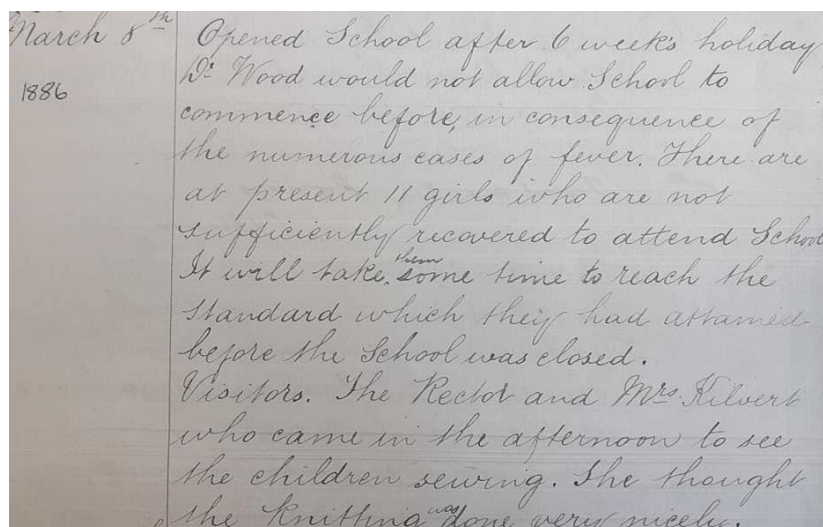 March 8th Opened School after 6 week's holiday
Dr. Wood would not allow School to
1886
commence before, in consequence of
the numerous cases of fever. There are
at present 11 girls who are not
sufficiently recovered to attend School
It will take them some time to reach the
standard which they had attained
before the School was closed.
Visitors. The Rector and Mrs. Kilvert
who came in the afternoon to see
the children sewing. She thought
the knitting was done very nicely.